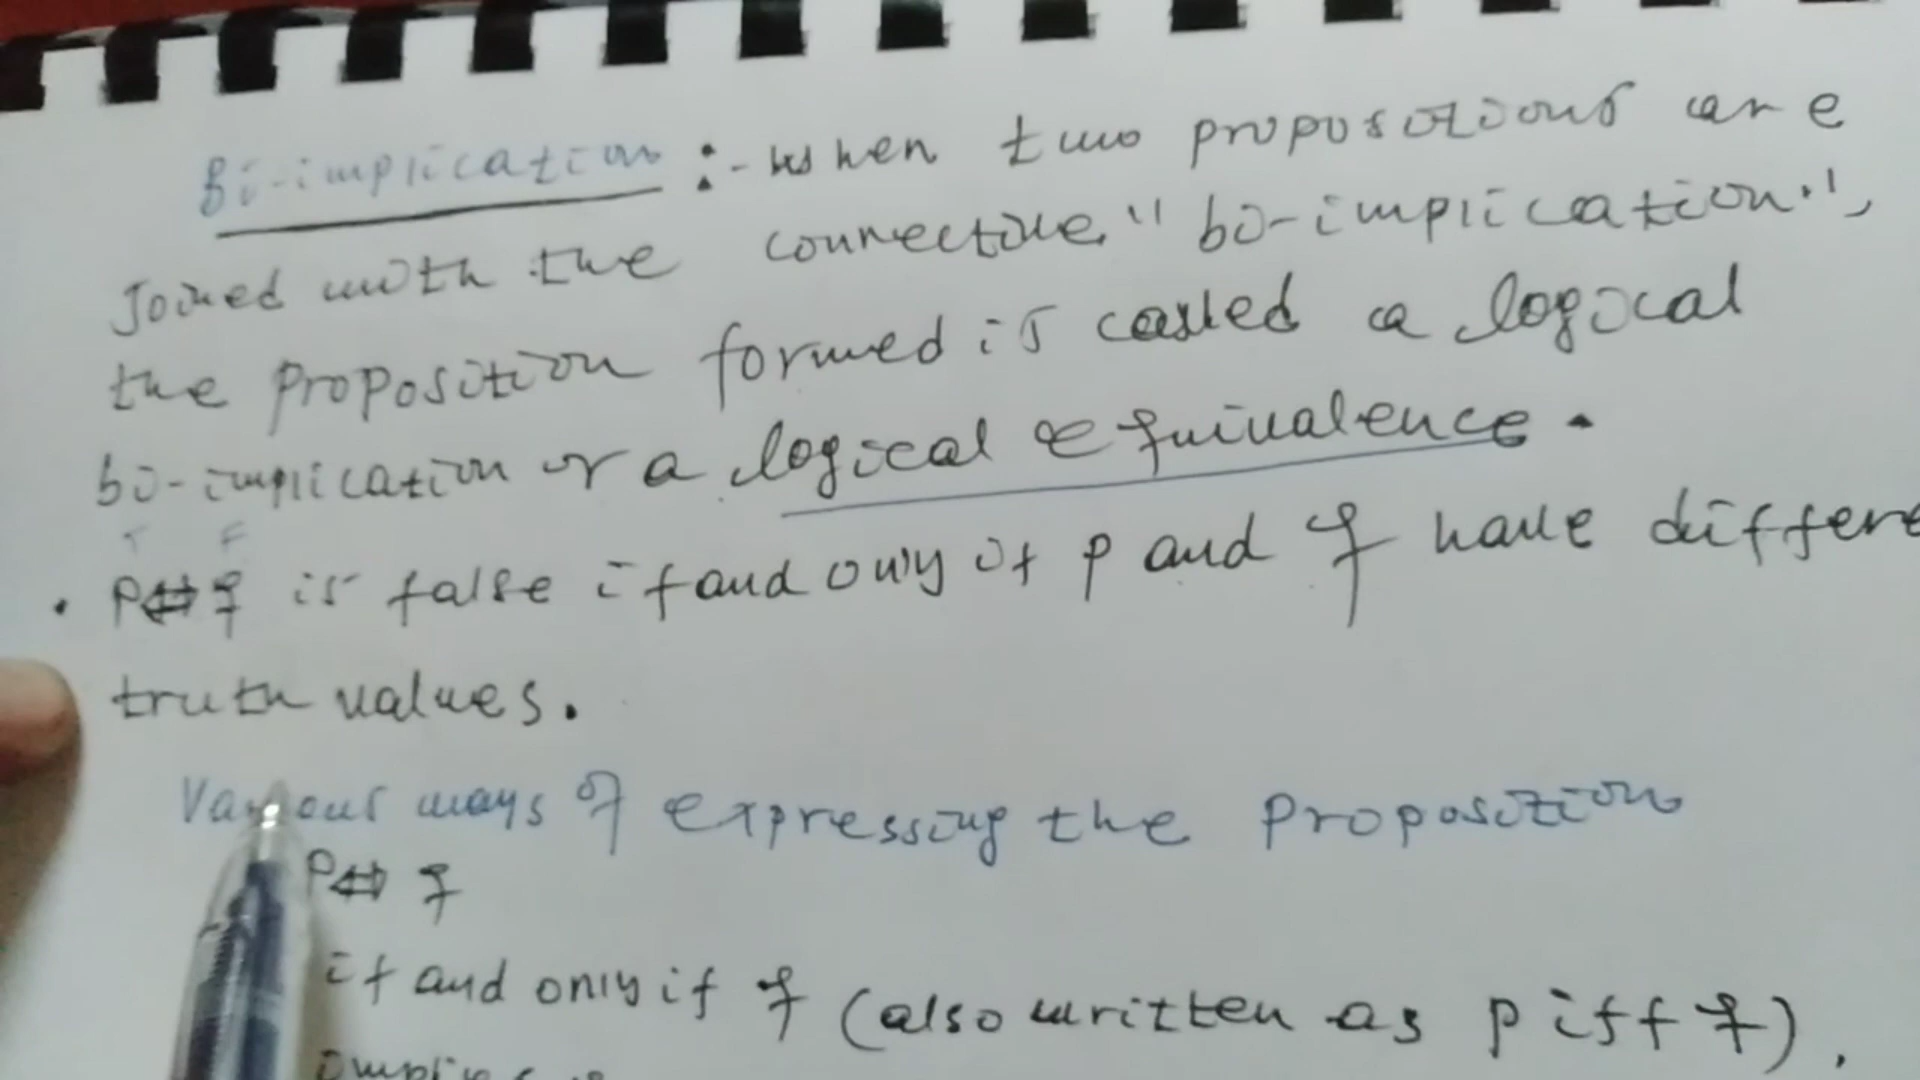 Bi-implication :- when two propositions are
Joined with the connective "bi-implication",
the proposition formed is called a logical
bi-implication or a logical equivalence.
T F
• P⇔q is false if and only if p and q have differe
truth values.
Various ways of expressing the proposition
P⇔ q
if and only if q (also written as p iff q).